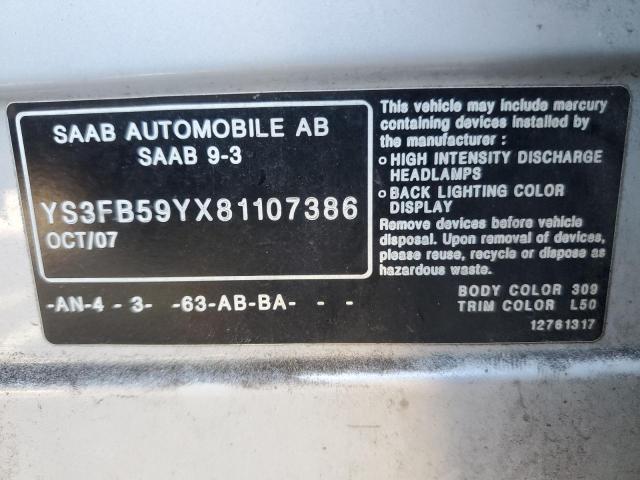 SAAB AUTOMOBILE AB
SAAB 9-3
YS3FB59YX81107386
OCT/07
-AN-4 - 3- -63-AB-BA- - -
This vehicle may include mercury
containing devices installed by
the manufacturer :
o HIGH INTENSITY DISCHARGE
HEADLAMPS
o BACK LIGHTING COLOR
DISPLAY
Remove devices before vehicle
disposal. Upon removal of devices,
please reuse, recycle or dispose as
hazardous waste.
BODY COLOR 309
TRIM COLOR L50
12761317